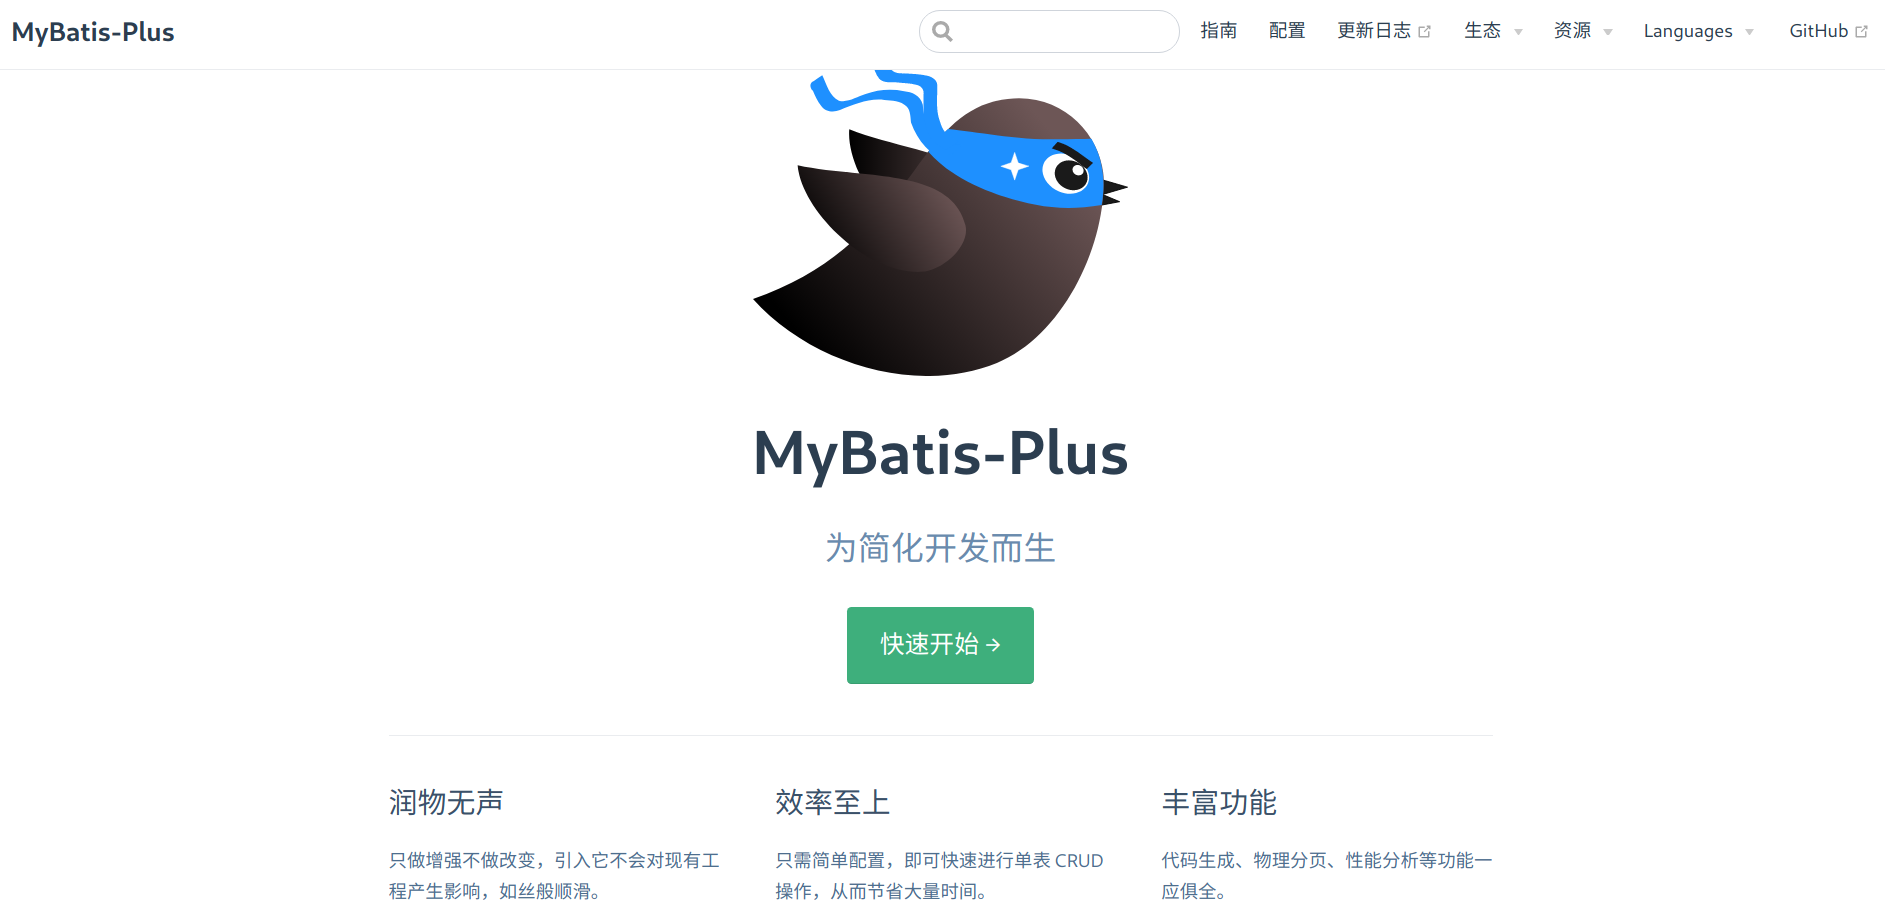 MyBatis-Plus
指南 配置 更新日志 生态 资源 Languages GitHub
MyBatis-Plus
为简化开发而生
快速开始 →
润物无声
只做增强不做改变，引入它不会对现有工
程产生影响，如丝般顺滑。
效率至上
只需简单配置，即可快速进行单表 CRUD
操作，从而节省大量时间。
丰富功能
代码生成、物理分页、性能分析等功能一
应俱全。